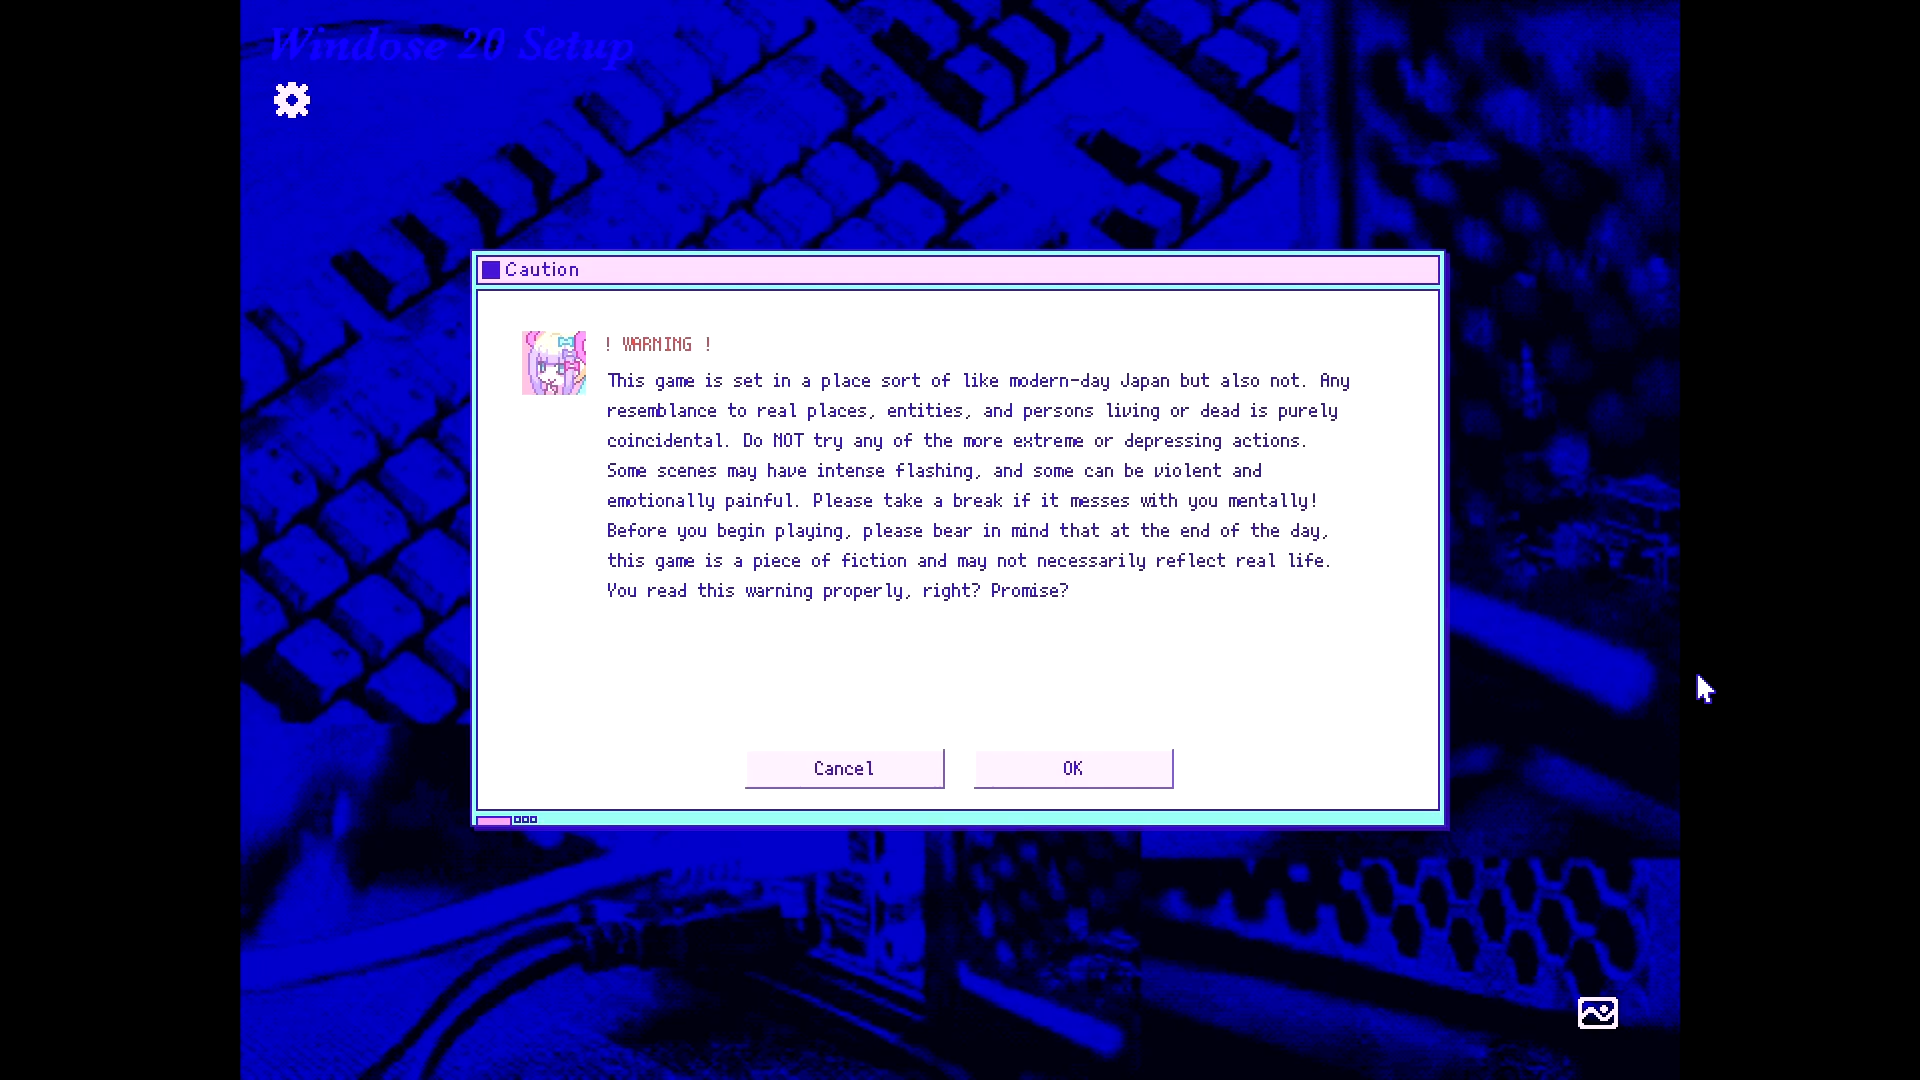 Windose 20 Setup
Caution
! WARNING !
This game is set in a place sort of like modern-day Japan but also not. Any
resemblance to real places, entities, and persons living or dead is purely
coincidental. Do NOT try any of the more extreme or depressing actions.
Some scenes may have intense flashing, and some can be violent and
emotionally painful. Please take a break if it messes with you mentally!
Before you begin playing, please bear in mind that at the end of the day,
this game is a piece of fiction and may not necessarily reflect real life.
You read this warning properly, right? Promise?
Cancel
OK